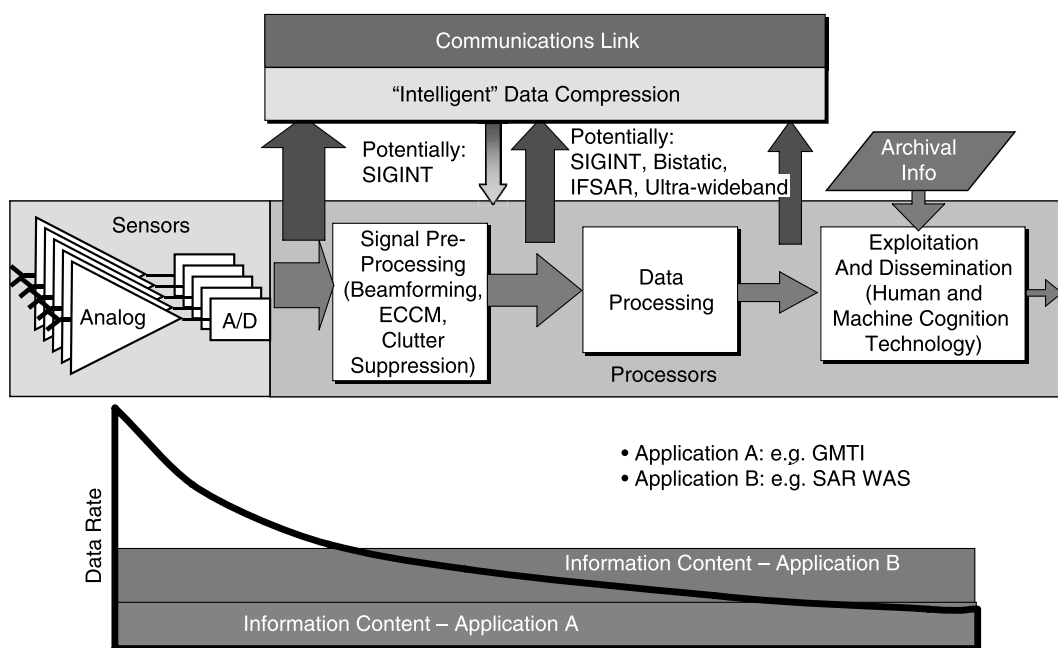 Communications Link
“Intelligent” Data Compression
Potentially:
SIGINT
Potentially:
SIGINT, Bistatic,
IFSAR, Ultra-wideband
Archival
Info
Sensors
Analog
A/D
Signal Pre-
Processing
(Beamforming,
ECCM,
Clutter
Suppression)
Data
Processing
Exploitation
And Dissemination
(Human and
Machine Cognition
Technology)
Processors
• Application A: e.g. GMTI
• Application B: e.g. SAR WAS
Data Rate
Information Content – Application B
Information Content – Application A